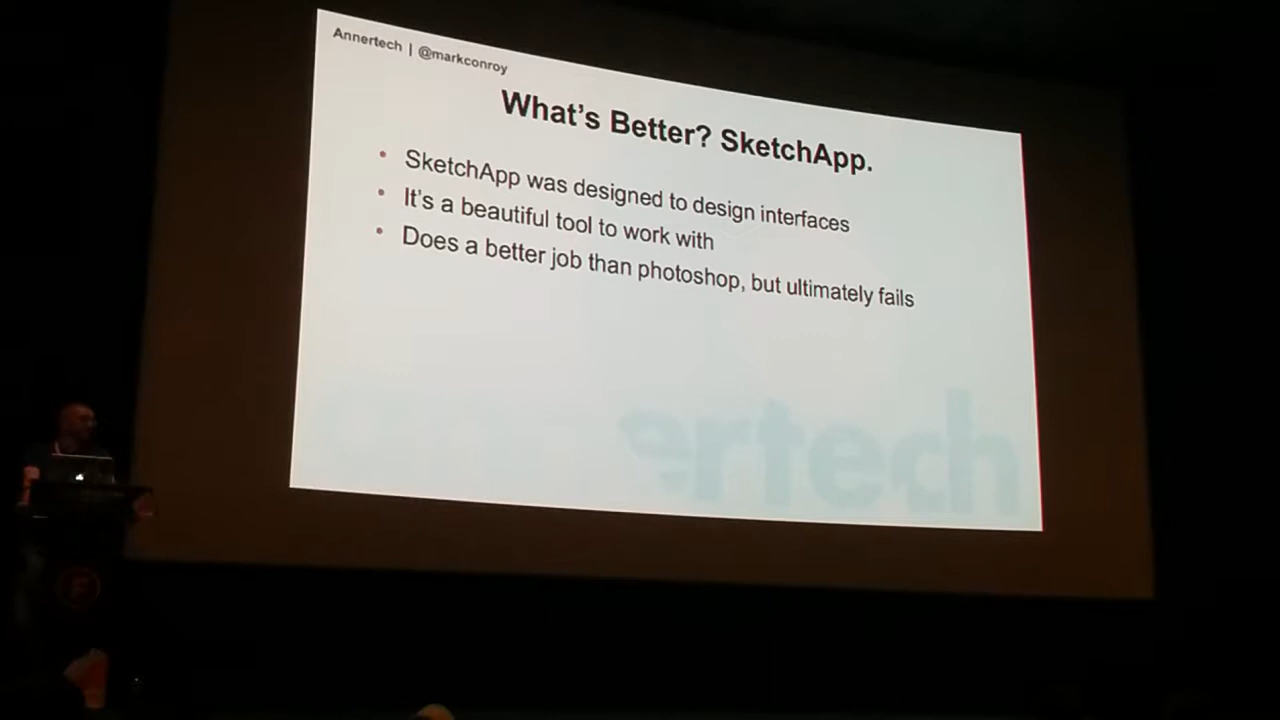 Annertech | @markconroy
What's Better? SketchApp.
• SketchApp was designed to design interfaces
• It's a beautiful tool to work with
• Does a better job than photoshop, but ultimately fails
ertech